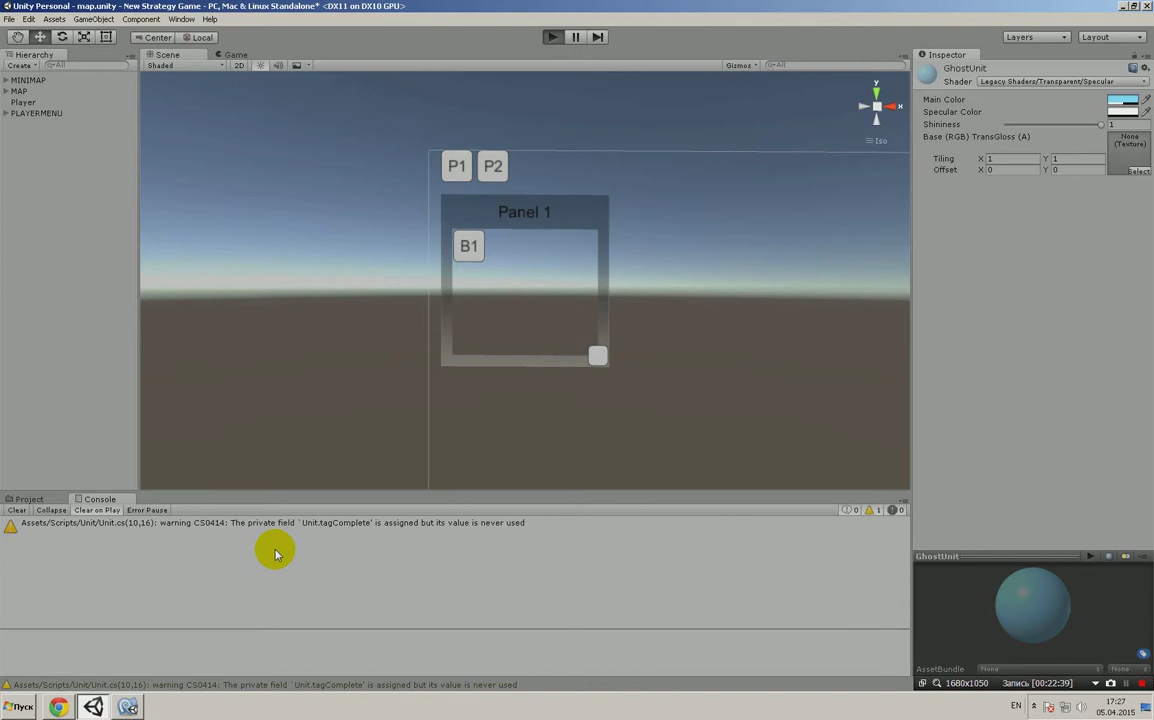 Unity Personal - map.unity - New Strategy Game - PC, Mac & Linux Standalone* <DX11 on DX10 GPU>
File Edit Assets GameObject Component Window Help
Center Local Layers Layout
Hierarchy Scene Game Inspector
Create All Shaded 2D Gizmos All
GhostUnit
Shader Legacy Shaders/Transparent/Specular
MINIMAP
MAP
Player
PLAYERMENU
Main Color
Specular Color
Shininess 1
Base (RGB) TransGloss (A) None (Texture)
Tiling X 1 Y 1
Offset X 0 Y 0
Select
y
x
Iso
P1 P2
Panel 1
B1
Project Console
Clear Collapse Clear on Play Error Pause 0 1 0
Assets/Scripts/Unit/Unit.cs(10,16): warning CS0414: The private field `Unit.tagComplete' is assigned but its value is never used
GhostUnit
AssetBundle None None
Assets/Scripts/Unit/Unit.cs(10,16): warning CS0414: The private field `Unit.tagComplete' is assigned but its value is never used
1680x1050 Запись [00:22:39]
Пуск EN 17:27
05.04.2015